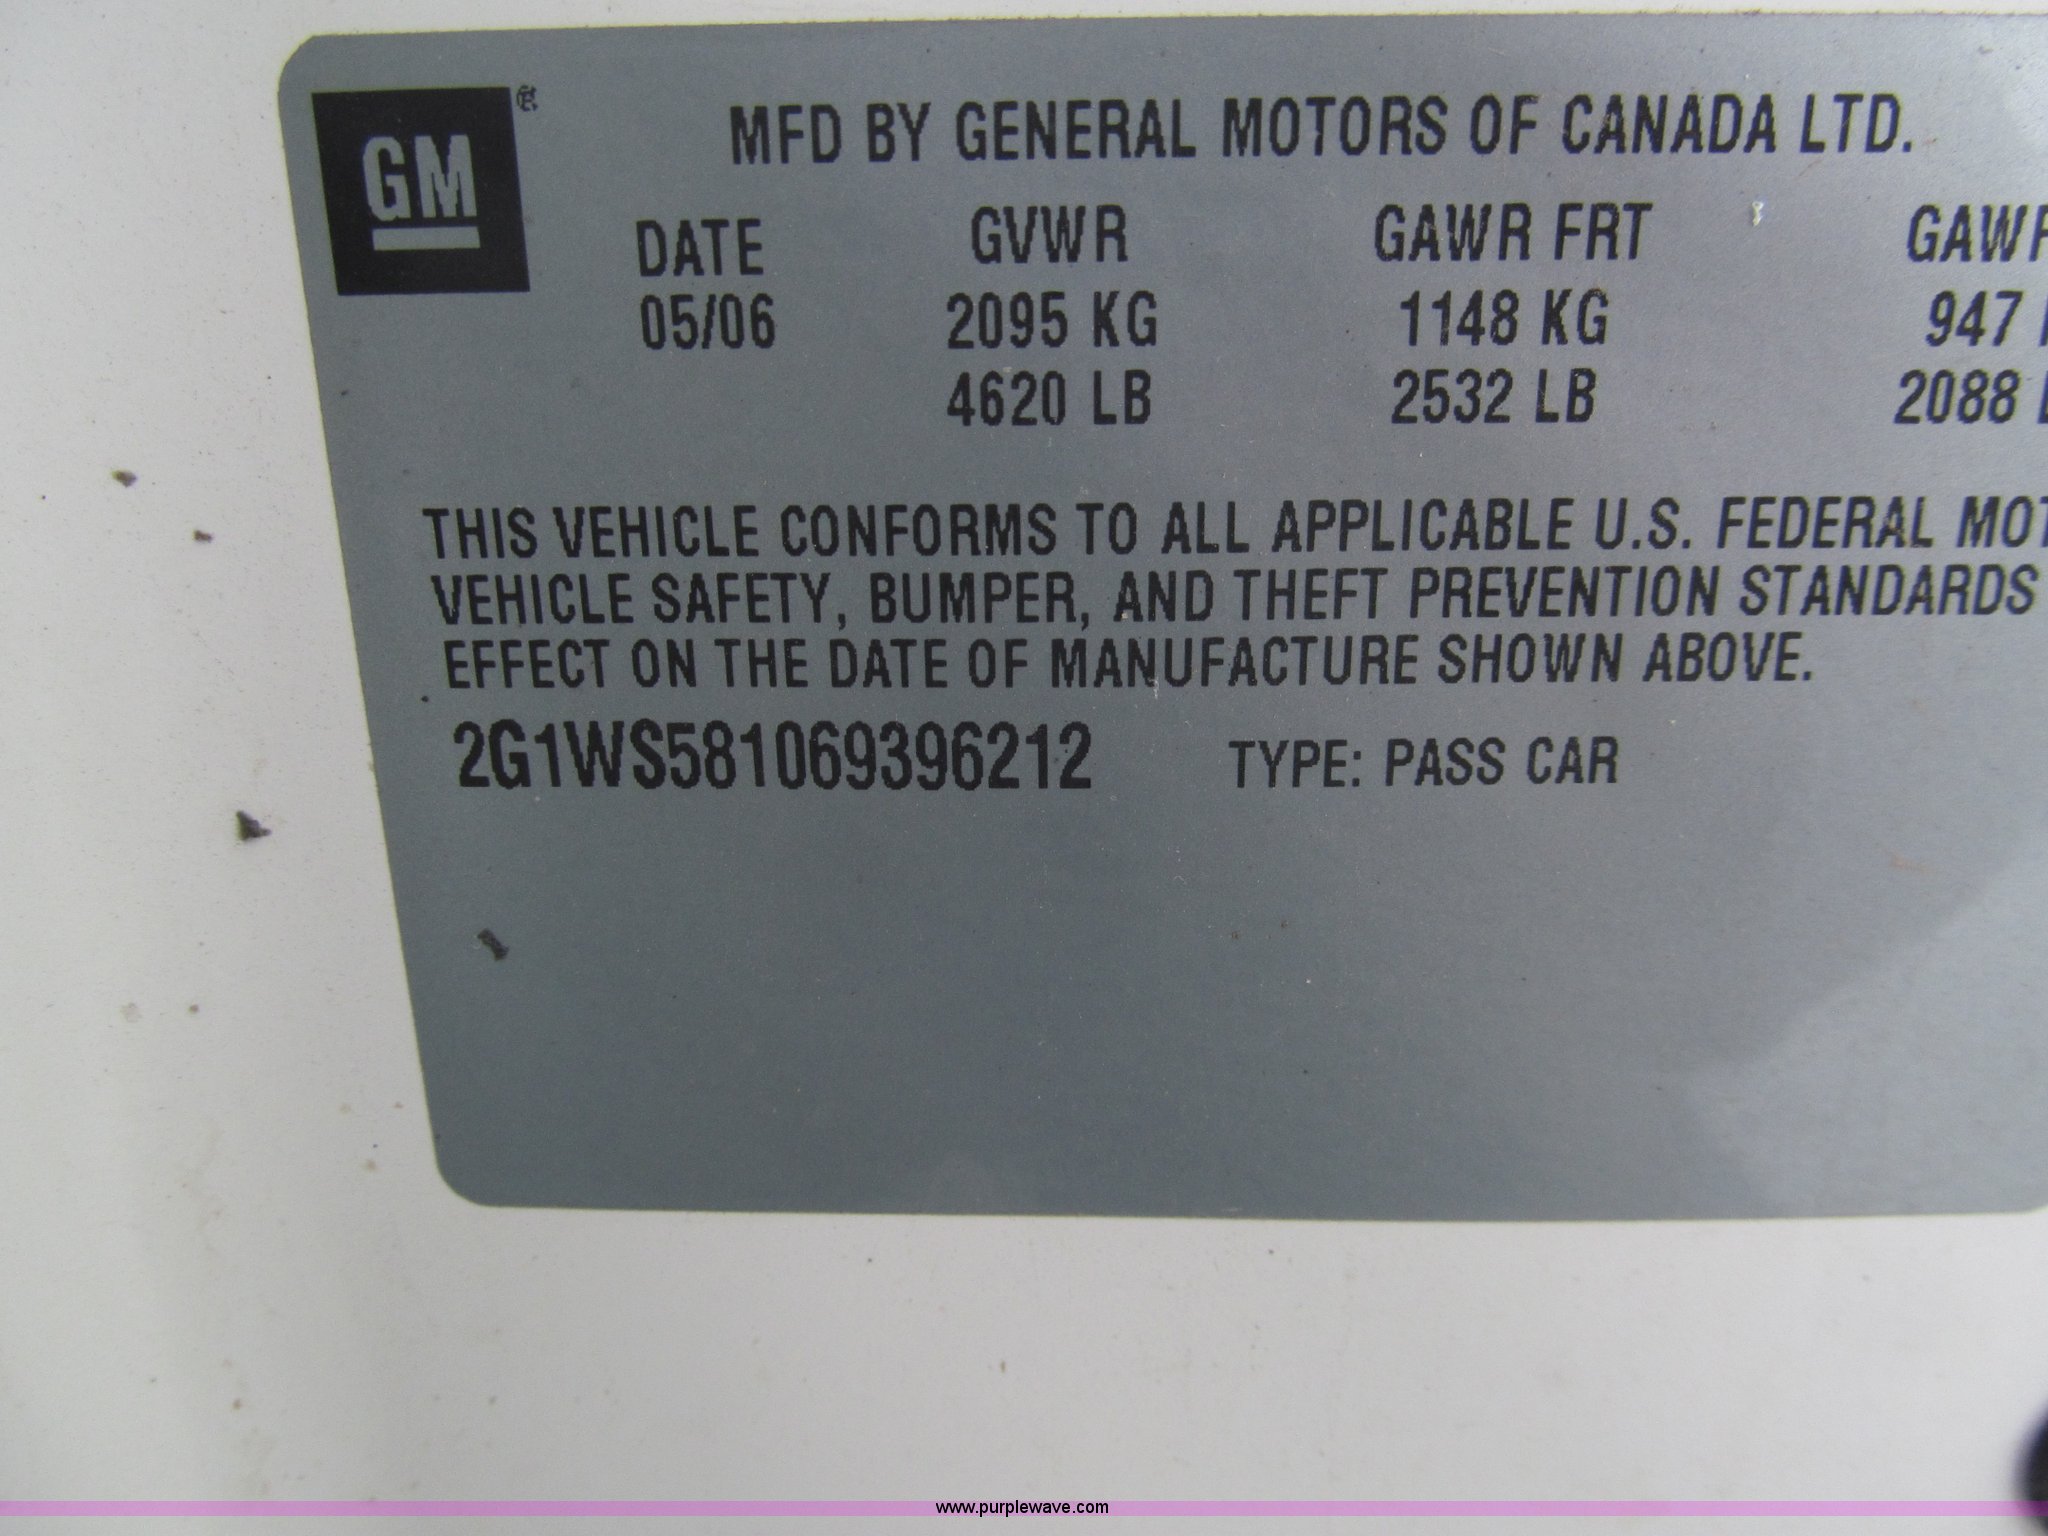 GM®
MFD BY GENERAL MOTORS OF CANADA LTD.
DATE GVWR GAWR FRT GAWR
05/06 2095 KG 1148 KG 947
4620 LB 2532 LB 2088
THIS VEHICLE CONFORMS TO ALL APPLICABLE U.S. FEDERAL MOT
VEHICLE SAFETY, BUMPER, AND THEFT PREVENTION STANDARDS
EFFECT ON THE DATE OF MANUFACTURE SHOWN ABOVE.
2G1WS581069396212 TYPE: PASS CAR
www.purplewave.com